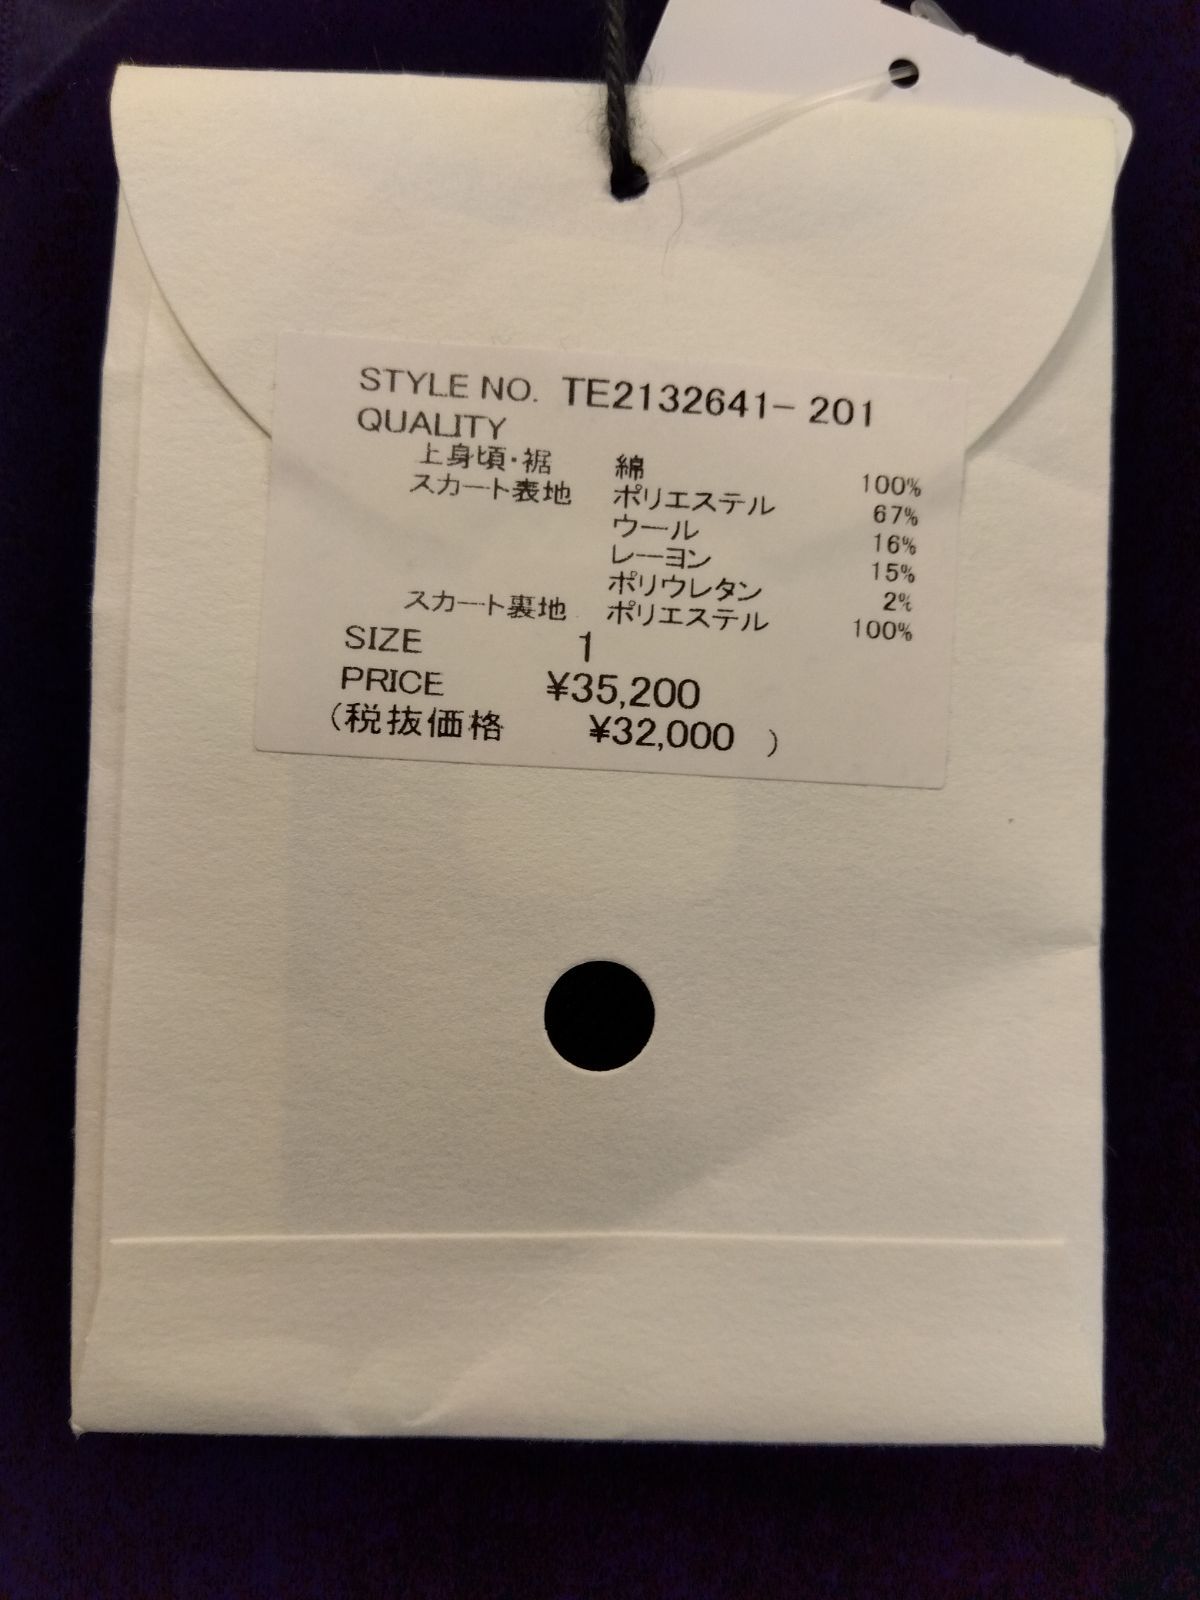 STYLE NO. TE2132641-201
QUALITY
上身頃・裾 綿 100%
スカート表地 ポリエステル 67%
ウール 16%
レーヨン 15%
ポリウレタン 2%
スカート裏地 ポリエステル 100%
SIZE 1
PRICE ¥35,200
(税抜価格 ¥32,000 )